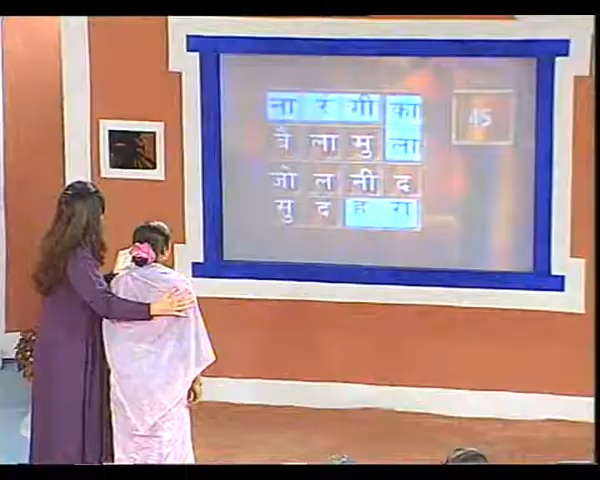 ना रं गी का
बै ला सु ला
जो ल नी द
सु द ह रा
45